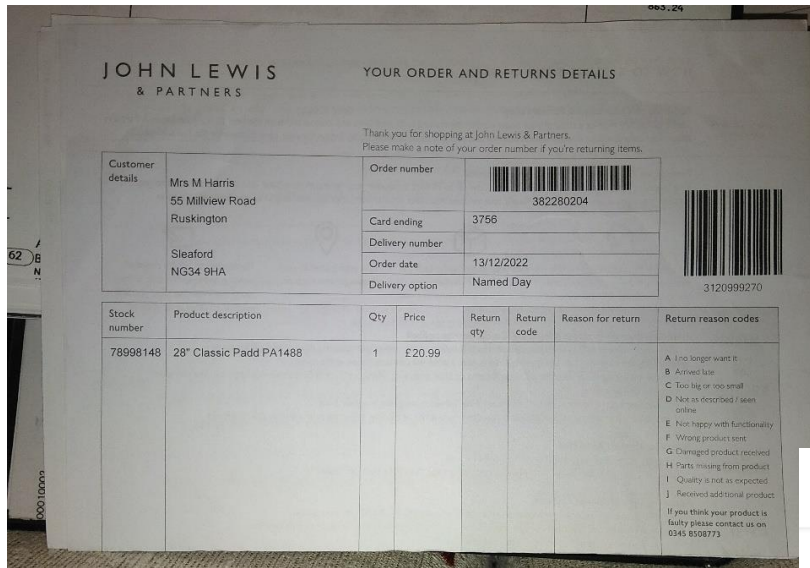 863.24
JOHN LEWIS
& PARTNERS
YOUR ORDER AND RETURNS DETAILS
Thank you for shopping at John Lewis & Partners.
Please make a note of your order number if you're returning items.
Customer details
Mrs M Harris
55 Millview Road
Ruskington
Sleaford
NG34 9HA
Order number
382280204
Card ending 3756
Delivery number
Order date 13/12/2022
Delivery option Named Day
3120999270
Stock number Product description Qty Price Return qty Return code Reason for return Return reason codes
78998148 28" Classic Padd PA1488 1 £20.99
A I no longer want it
B Arrived late
C Too big or too small
D Not as described / seen
online
E Not happy with functionality
F Wrong product sent
G Damaged product received
H Parts missing from product
I Quality is not as expected
J Received additional product
If you think your product is
faulty please contact us on
0345 8508773
62
00010002